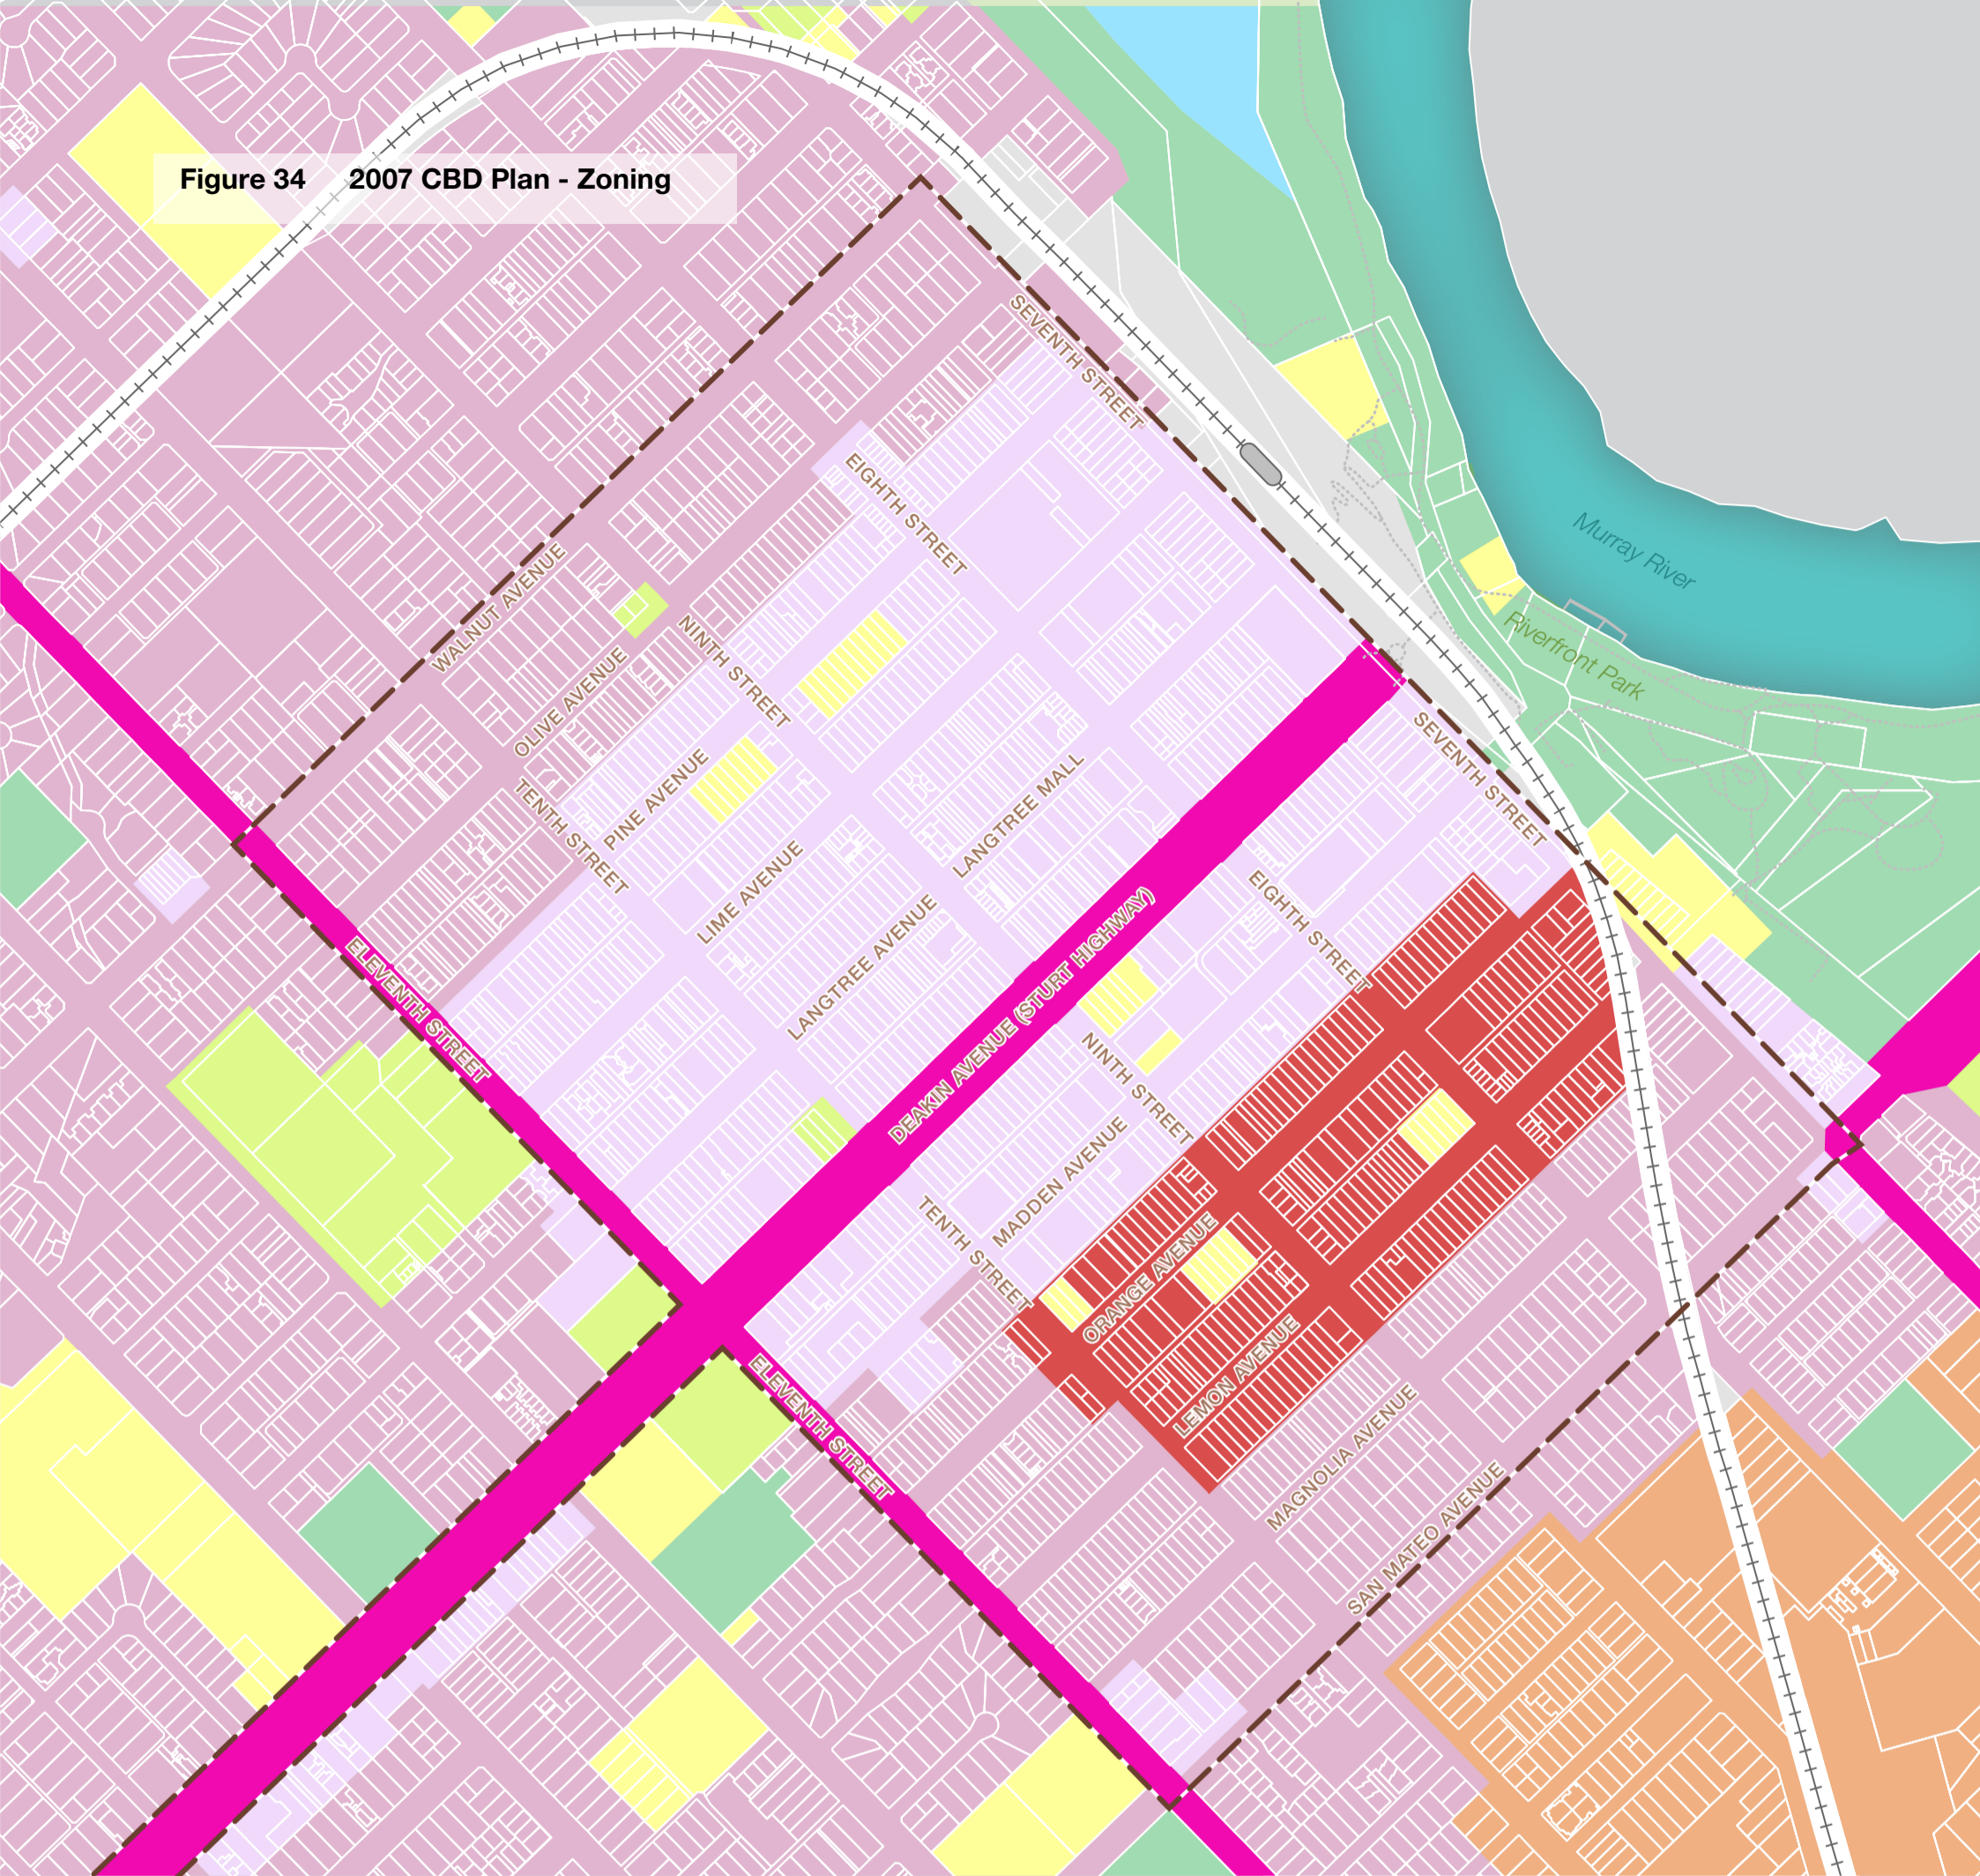 Figure 34 2007 CBD Plan - Zoning
SEVENTH STREET
EIGHTH STREET
WALNUT AVENUE
Murray River
OLIVE AVENUE
NINTH STREET
Riverfront Park
PINE AVENUE
TENTH STREET
LANGTREE MALL
SEVENTH STREET
LIME AVENUE
LANGTREE AVENUE
EIGHTH STREET
DEAKIN AVENUE (STURT HIGHWAY)
ELEVENTH STREET
NINTH STREET
MADDEN AVENUE
TENTH STREET
ORANGE AVENUE
LEMON AVENUE
ELEVENTH STREET
MAGNOLIA AVENUE
SAN MATEO AVENUE